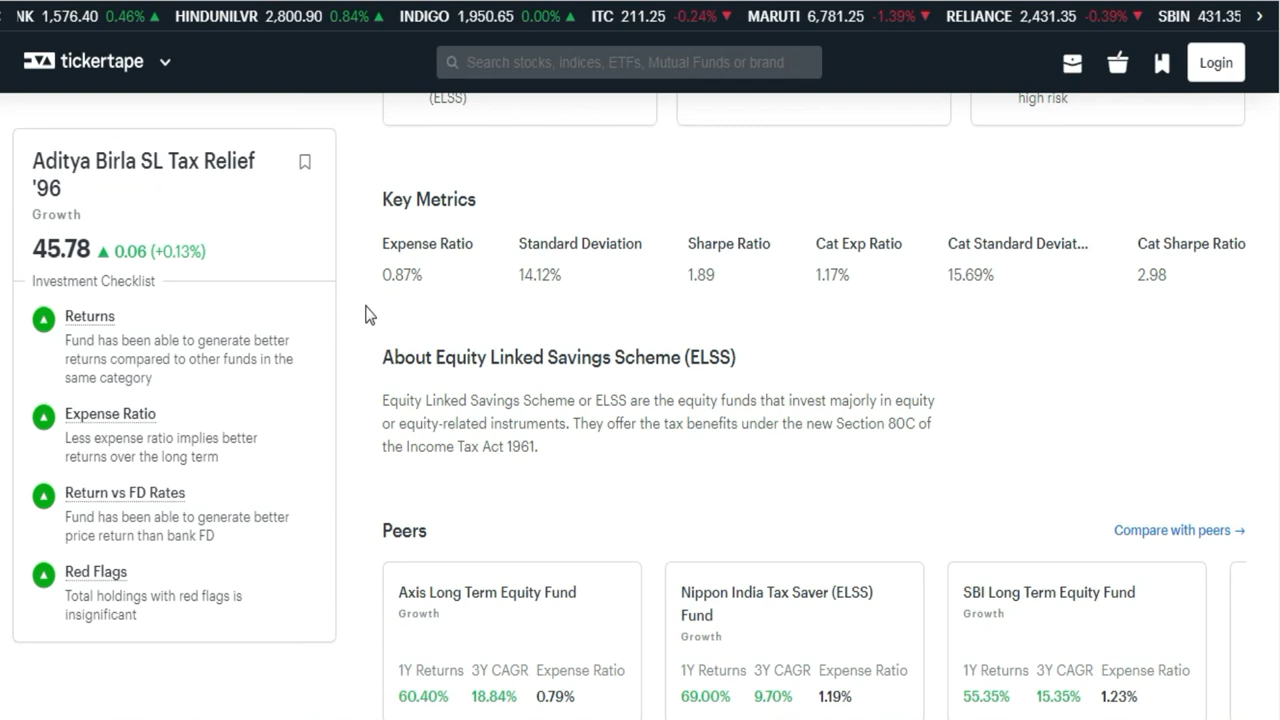 NK 1,576.40 0.46% ▲ HINDUNILVR 2,800.90 0.84% ▲ INDIGO 1,950.65 0.00% ▲ ITC 211.25 -0.24% ▼ MARUTI 6,781.25 -1.39% ▼ RELIANCE 2,431.35 -0.39% ▼ SBIN 431.35
tickertape
Search stocks, indices, ETFs, Mutual Funds or brand
Login
(ELSS)
high risk
Aditya Birla SL Tax Relief
'96
Growth
45.78 ▲ 0.06 (+0.13%)
Investment Checklist
Returns
Fund has been able to generate better
returns compared to other funds in the
same category
Expense Ratio
Less expense ratio implies better
returns over the long term
Return vs FD Rates
Fund has been able to generate better
price return than bank FD
Red Flags
Total holdings with red flags is
insignificant
Key Metrics
Expense Ratio Standard Deviation Sharpe Ratio Cat Exp Ratio Cat Standard Deviat... Cat Sharpe Ratio
0.87% 14.12% 1.89 1.17% 15.69% 2.98
About Equity Linked Savings Scheme (ELSS)
Equity Linked Savings Scheme or ELSS are the equity funds that invest majorly in equity
or equity-related instruments. They offer the tax benefits under the new Section 80C of
the Income Tax Act 1961.
Peers
Compare with peers →
Axis Long Term Equity Fund
Growth
1Y Returns 3Y CAGR Expense Ratio
60.40% 18.84% 0.79%
Nippon India Tax Saver (ELSS)
Fund
Growth
1Y Returns 3Y CAGR Expense Ratio
69.00% 9.70% 1.19%
SBI Long Term Equity Fund
Growth
1Y Returns 3Y CAGR Expense Ratio
55.35% 15.35% 1.23%